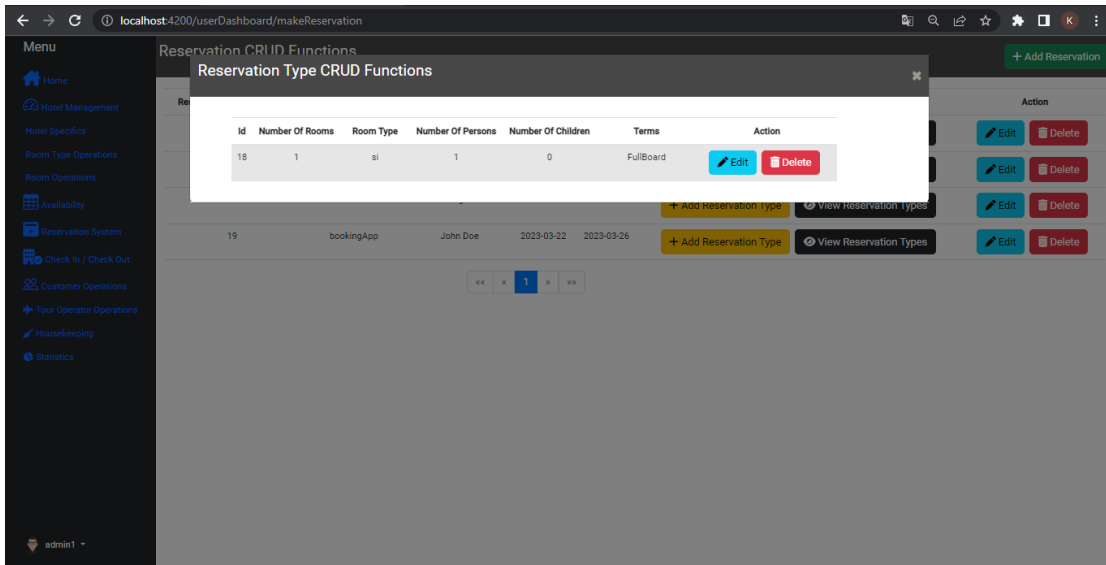 localhost:4200/userDashboard/makeReservation
K
Menu
Home
Hotel Management
Hotel Specifics
Room Type Operations
Room Operations
Availability
Reservation System
Check In / Check Out
Customer Operations
Tour Operator Operations
Housekeeping
Statistics
admin1
Reservation CRUD Functions
+ Add Reservation
Reservation Type CRUD Functions
Id Number Of Rooms Room Type Number Of Persons Number Of Children Terms Action
18 1 si 1 0 FullBoard Edit Delete
Action
Edit Delete
Edit Delete
+ Add Reservation Type View Reservation Types Edit Delete
19 bookingApp John Doe 2023-03-22 2023-03-26 + Add Reservation Type View Reservation Types Edit Delete
«« « 1 » »»